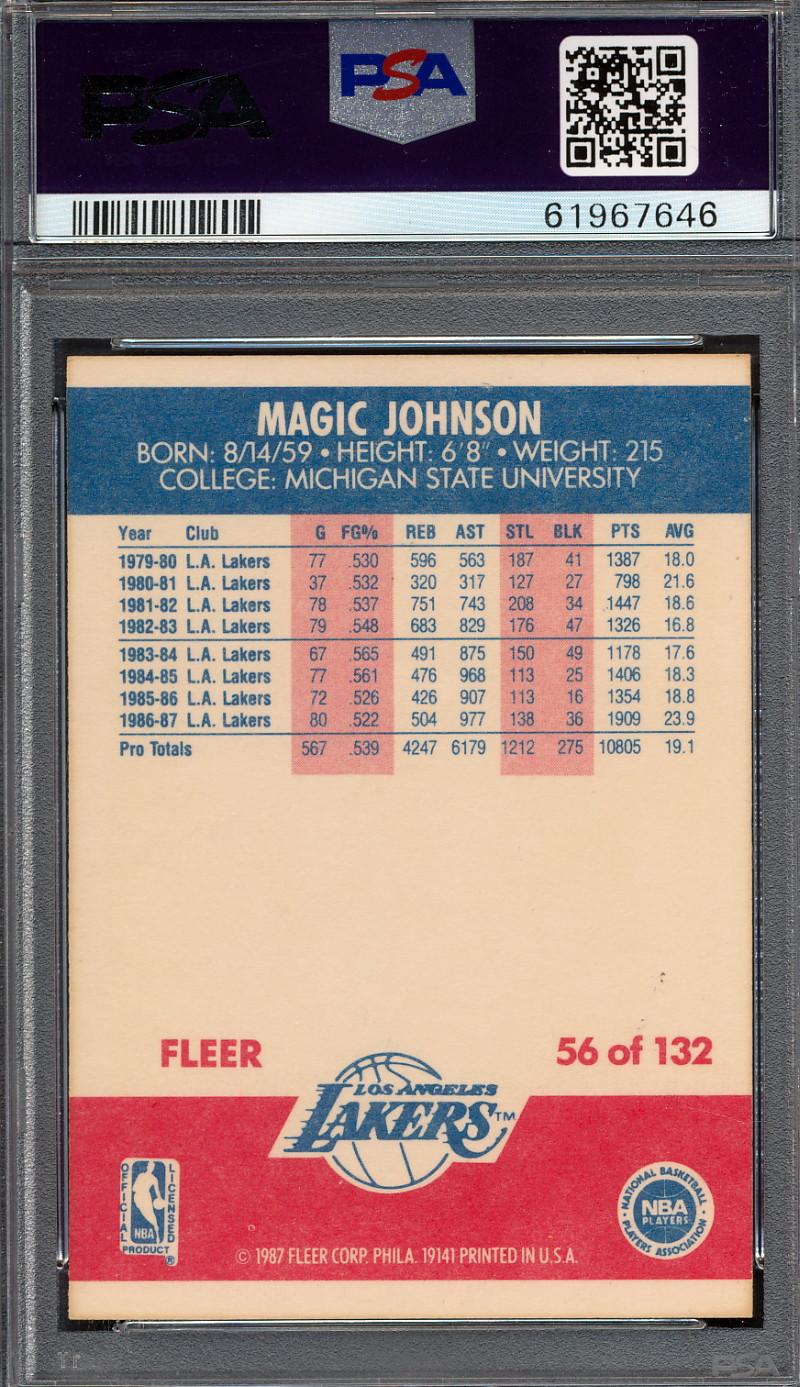 PSA PSA
61967646
MAGIC JOHNSON
BORN: 8/14/59 • HEIGHT: 6'8" • WEIGHT: 215
COLLEGE: MICHIGAN STATE UNIVERSITY
Year Club G FG% REB AST STL BLK PTS AVG
1979-80 L.A. Lakers 77 .530 596 563 187 41 1387 18.0
1980-81 L.A. Lakers 37 .532 320 317 127 27 798 21.6
1981-82 L.A. Lakers 78 .537 751 743 208 34 1447 18.6
1982-83 L.A. Lakers 79 .548 683 829 176 47 1326 16.8
1983-84 L.A. Lakers 67 .565 491 875 150 49 1178 17.6
1984-85 L.A. Lakers 77 .561 476 968 113 25 1406 18.3
1985-86 L.A. Lakers 72 .526 426 907 113 16 1354 18.8
1986-87 L.A. Lakers 80 .522 504 977 138 36 1909 23.9
Pro Totals 567 .539 4247 6179 1212 275 10805 19.1
FLEER 56 of 132
LOS ANGELES
LAKERS™
OFFICIAL LICENSED
NBA
PRODUCT ®
NATIONAL BASKETBALL
NBA
PLAYERS
PLAYERS ASSOCIATION
© 1987 FLEER CORP. PHILA. 19141 PRINTED IN U.S.A.
PSA